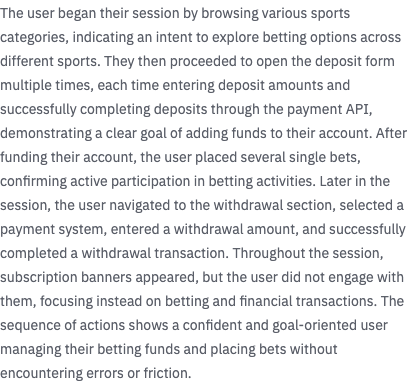 The user began their session by browsing various sports
categories, indicating an intent to explore betting options across
different sports. They then proceeded to open the deposit form
multiple times, each time entering deposit amounts and
successfully completing deposits through the payment API,
demonstrating a clear goal of adding funds to their account. After
funding their account, the user placed several single bets,
confirming active participation in betting activities. Later in the
session, the user navigated to the withdrawal section, selected a
payment system, entered a withdrawal amount, and successfully
completed a withdrawal transaction. Throughout the session,
subscription banners appeared, but the user did not engage with
them, focusing instead on betting and financial transactions. The
sequence of actions shows a confident and goal-oriented user
managing their betting funds and placing bets without
encountering errors or friction.